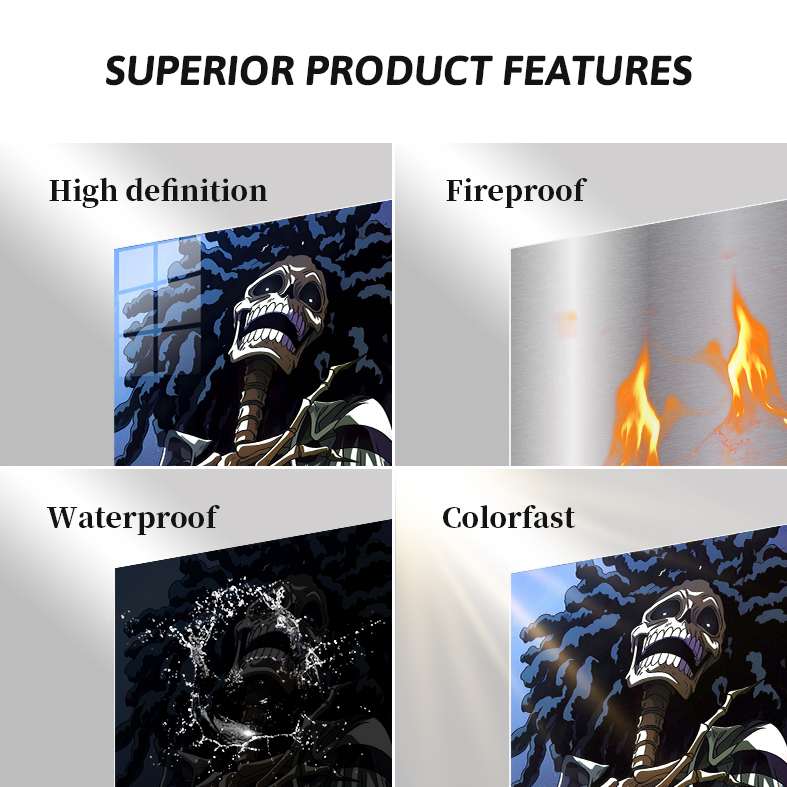 SUPERIOR PRODUCT FEATURES
High definition
Fireproof
Waterproof
Colorfast